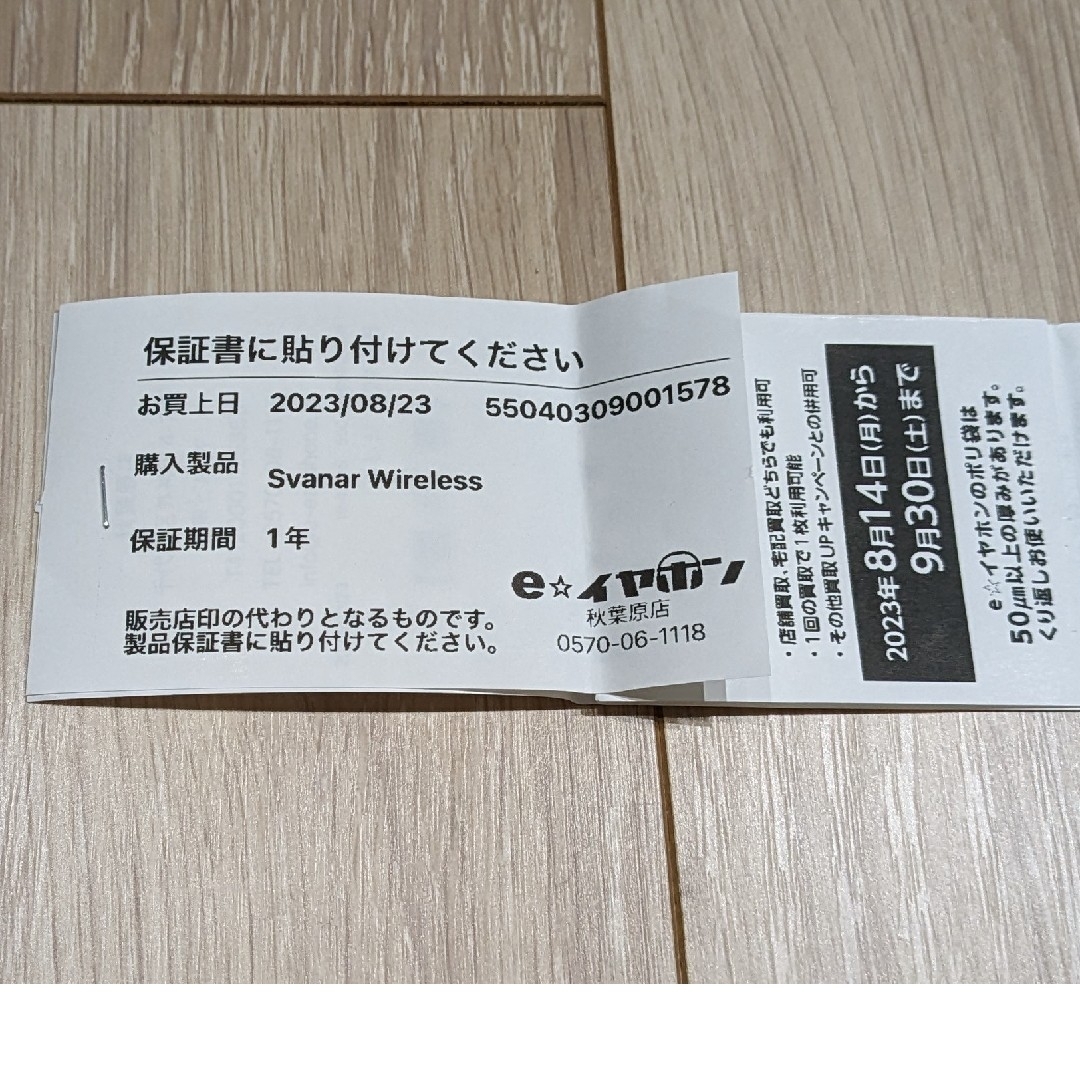 保証書に貼り付けてください
お買上日 2023/08/23 55040309001578
購入製品 Svanar Wireless
保証期間 1年
e☆イヤホン
秋葉原店
0570-06-1118
販売店印の代わりとなるものです。
製品保証書に貼り付けてください。
・店舗買取、宅配買取どちらでも利用可
・1回の買取で1枚利用可能
・その他買取UPキャンペーンとの併用可
2023年8月14日(月)から
9月30日(土)まで
e☆イヤホンのポリ袋は
50μm以上の厚みがあります。
くり返しお使いいただけます。